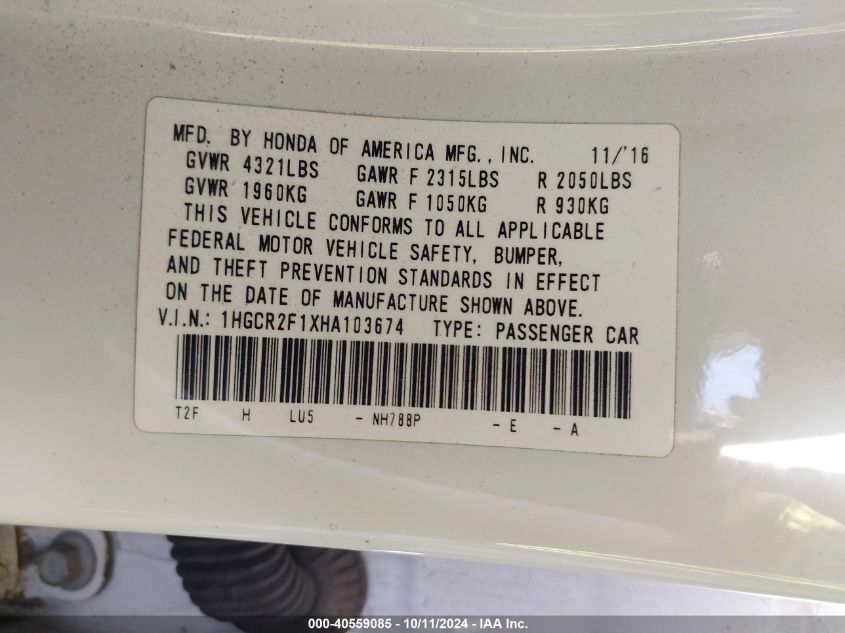 MFD. BY HONDA OF AMERICA MFG., INC. 11/'16
GVWR 4321LBS GAWR F 2315LBS R 2050LBS
GVWR 1960KG GAWR F 1050KG R 930KG
THIS VEHICLE CONFORMS TO ALL APPLICABLE
FEDERAL MOTOR VEHICLE SAFETY, BUMPER,
AND THEFT PREVENTION STANDARDS IN EFFECT
ON THE DATE OF MANUFACTURE SHOWN ABOVE.
V.I.N.: 1HGCR2F1XHA103674 TYPE: PASSENGER CAR
T2F H LU5 - NH788P - E - A
000-40559085 - 10/11/2024 - IAA Inc.